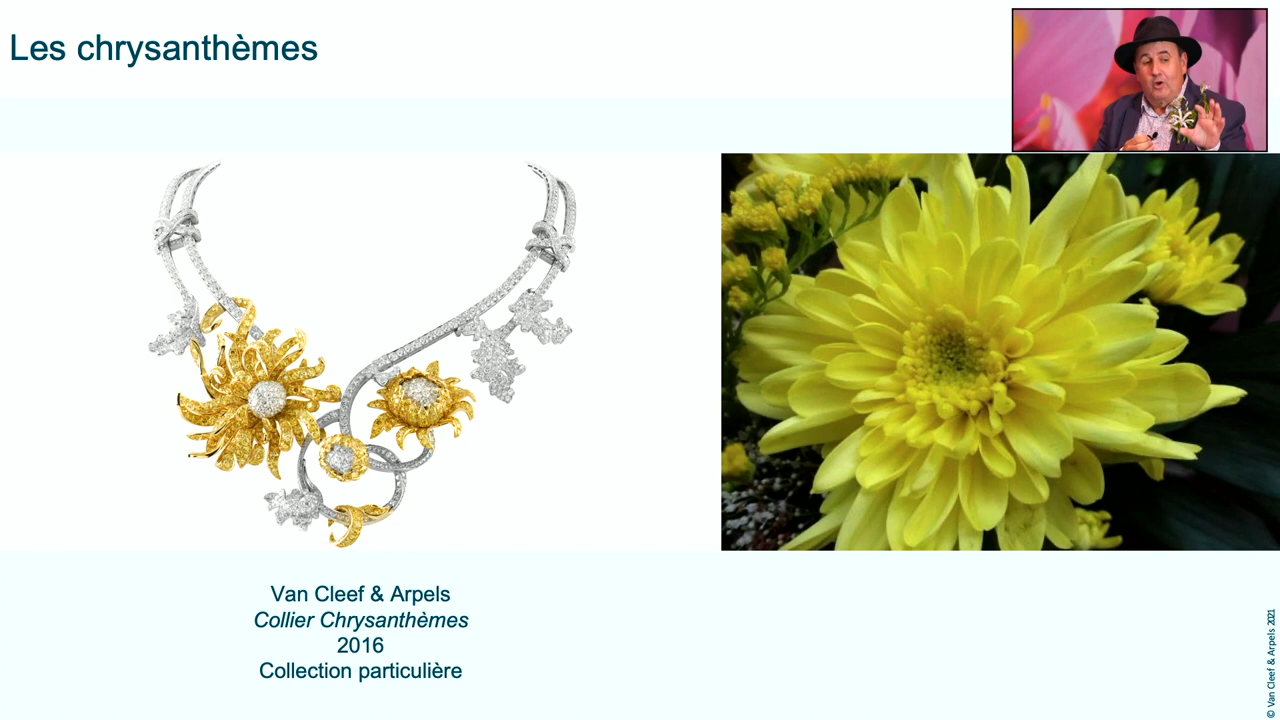 Les chrysanthèmes
Van Cleef & Arpels
Collier Chrysanthèmes
2016
Collection particulière
© Van Cleef & Arpels 2021